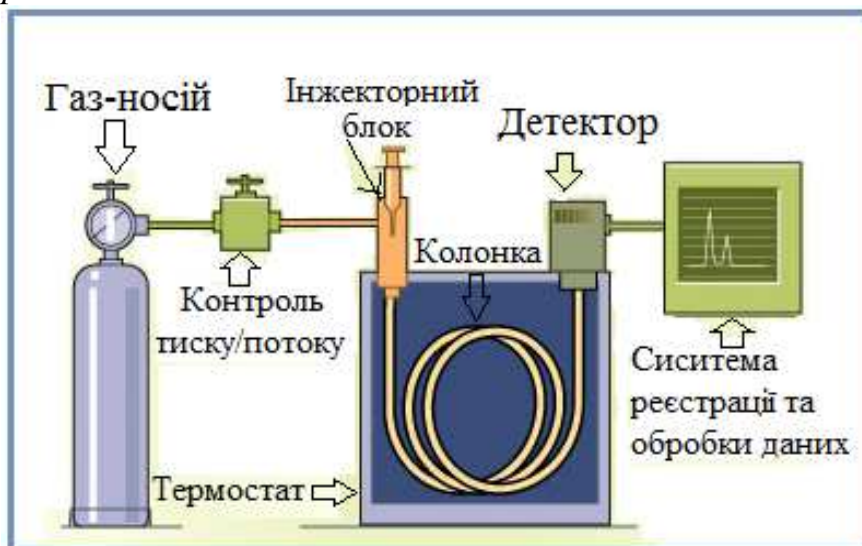 Газ-носій
Інжекторний
блок
Детектор
Колонка
Контроль
тиску/потоку
Сиситема
реєстрації та
обробки даних
Термостат